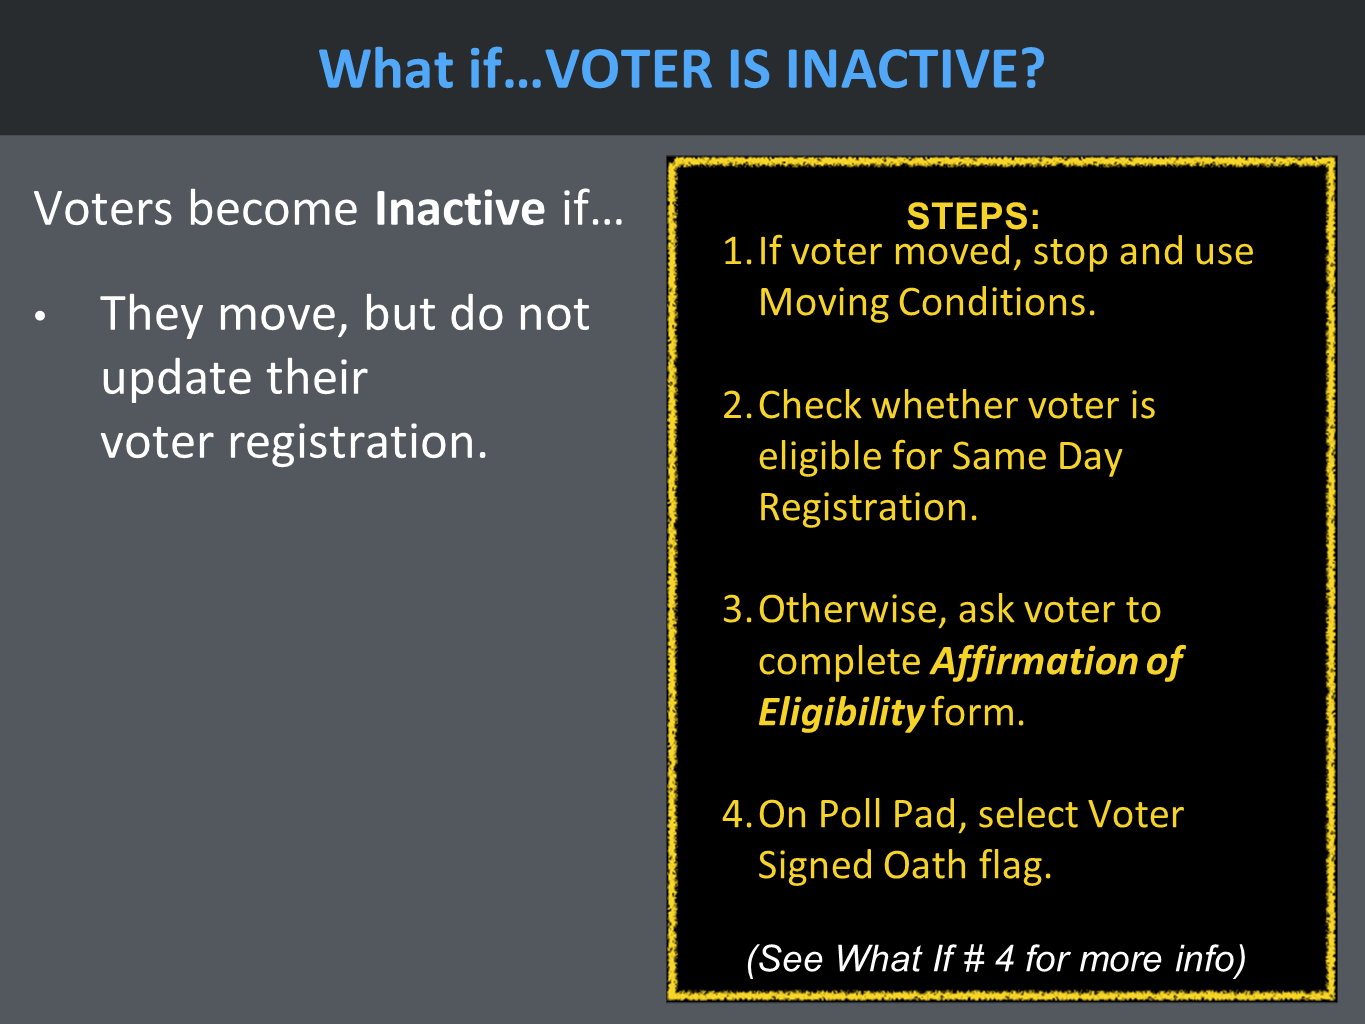 What if…VOTER IS INACTIVE?
Voters become Inactive if…
• They move, but do not
update their
voter registration.
STEPS:
1. If voter moved, stop and use
Moving Conditions.
2. Check whether voter is
eligible for Same Day
Registration.
3. Otherwise, ask voter to
complete Affirmation of
Eligibility form.
4. On Poll Pad, select Voter
Signed Oath flag.
(See What If # 4 for more info)